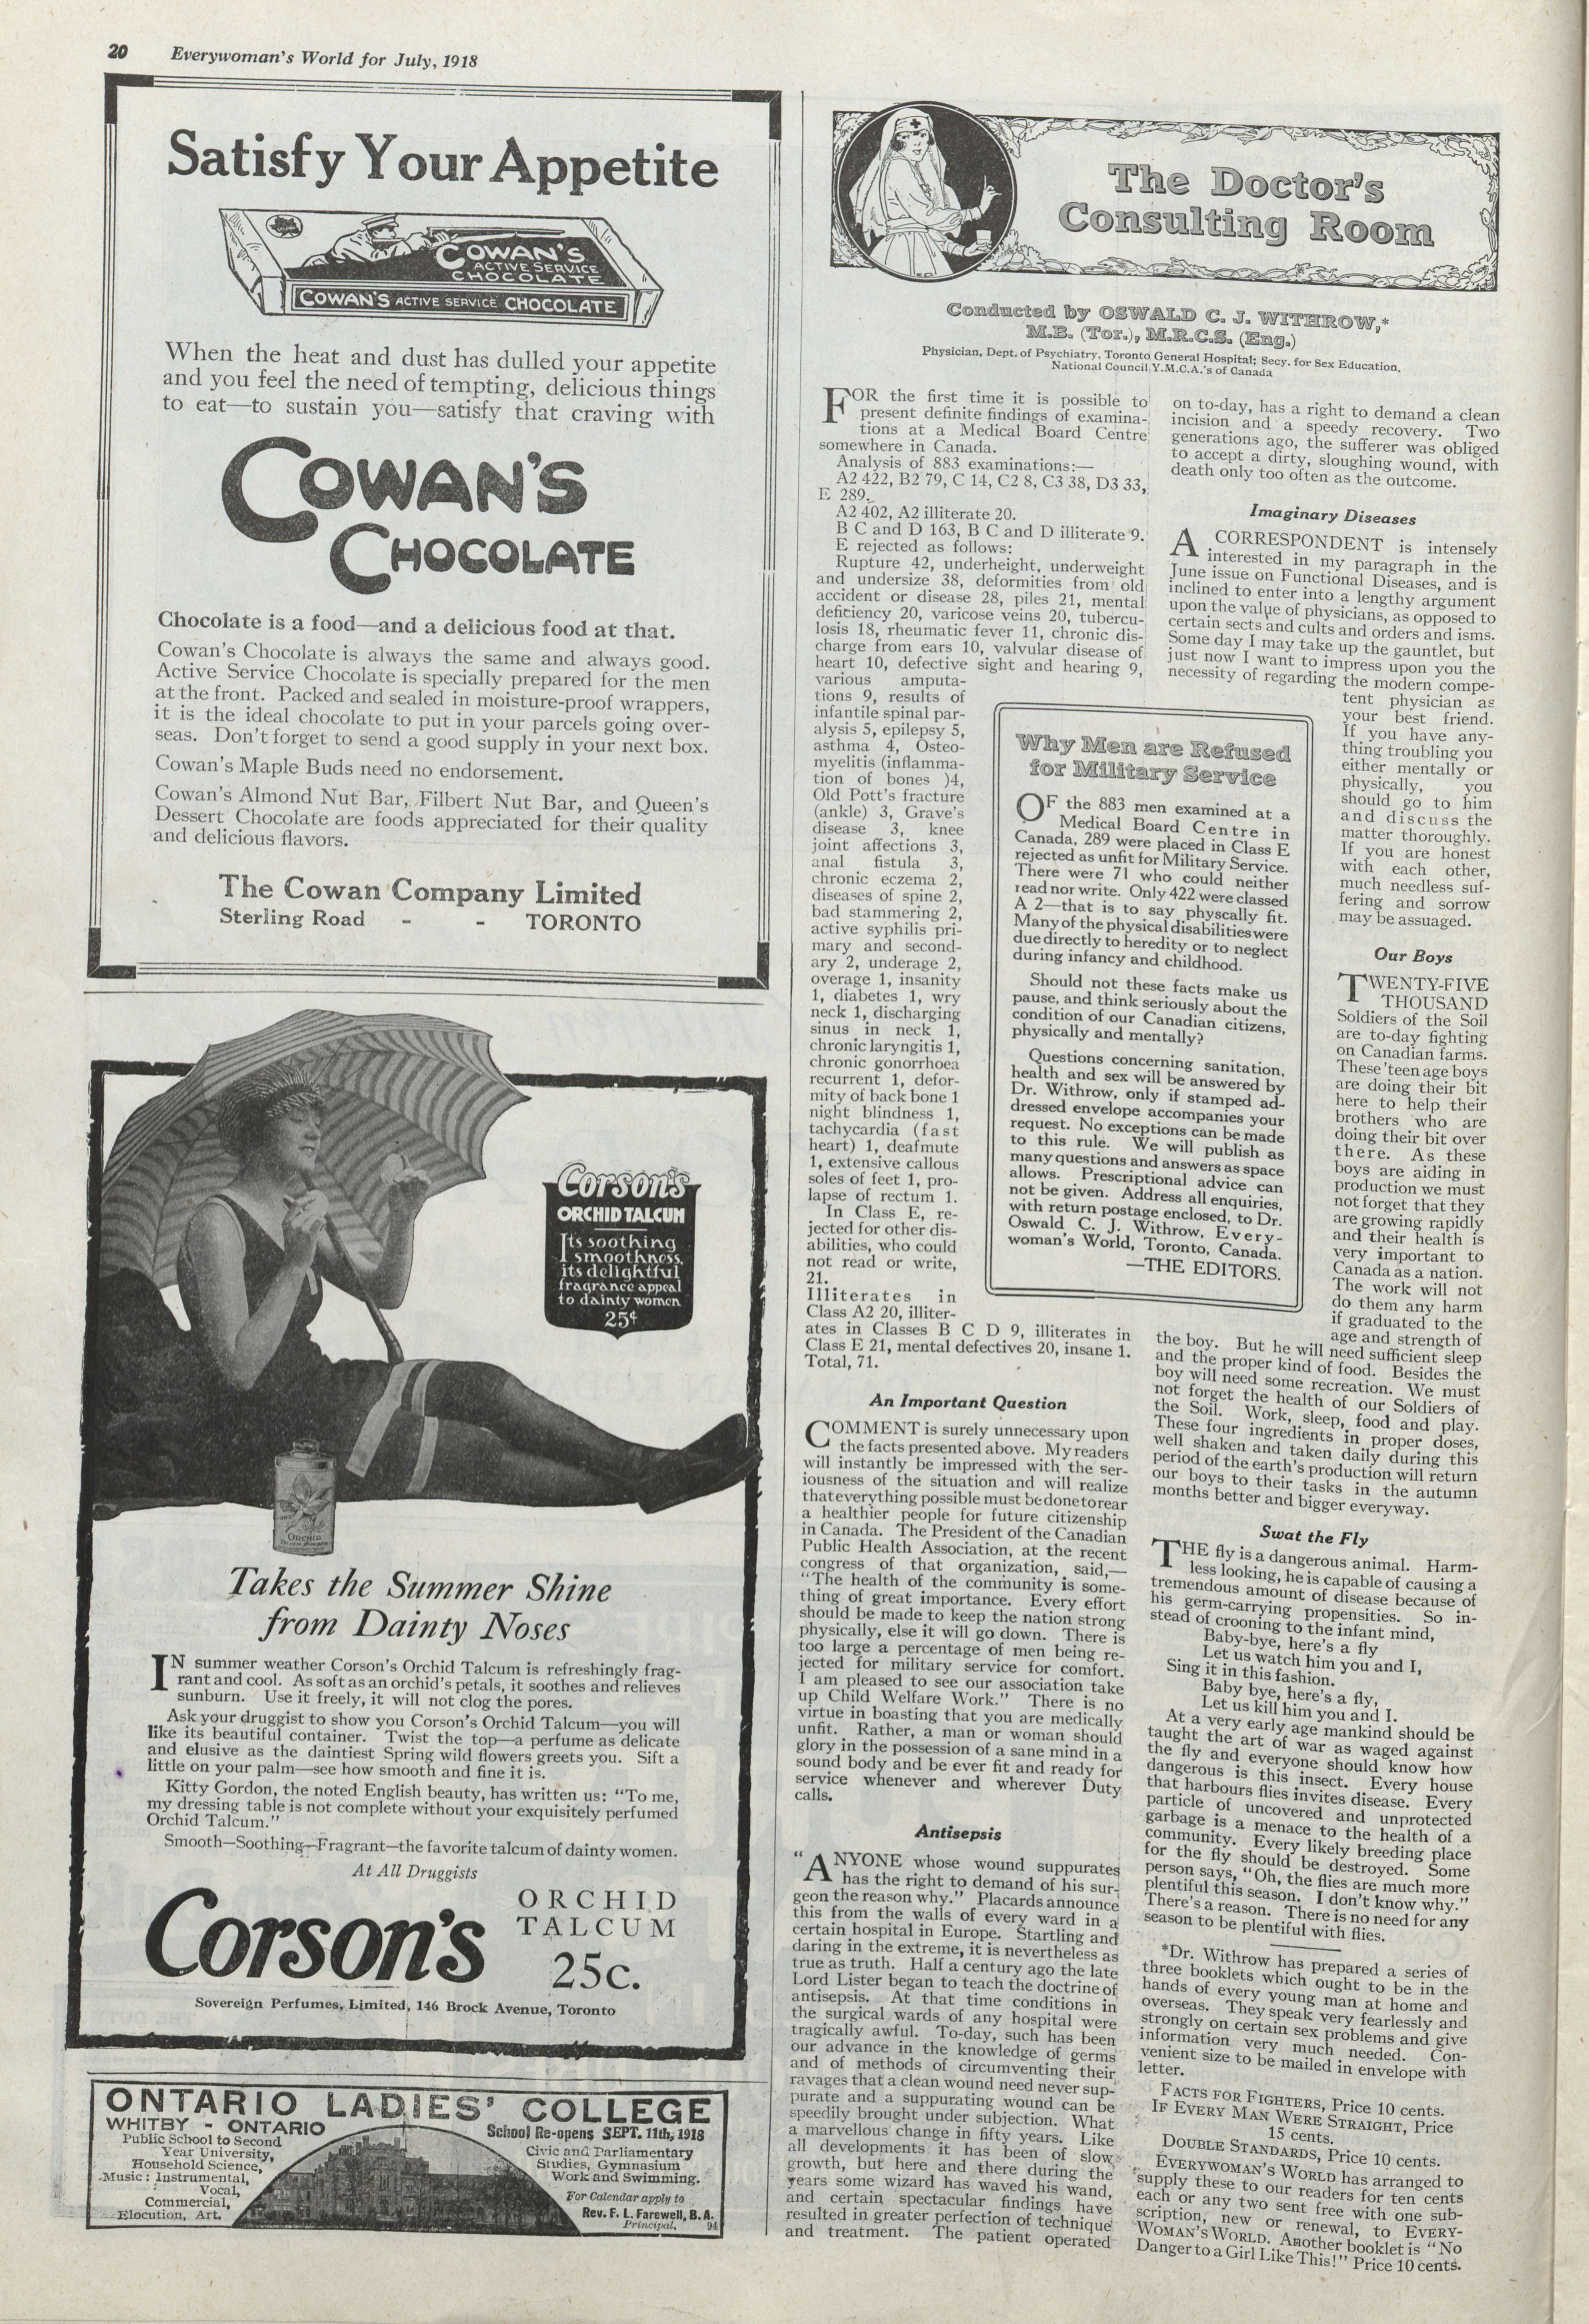 20 Everywoman's World for July, 1918
Satisfy Your Appetite
COWAN'S
ACTIVE SERVICE
CHOCOLATE
COWAN'S ACTIVE SERVICE CHOCOLATE
When the heat and dust has dulled your appetite
and you feel the need of tempting, delicious things
to eat—to sustain you—satisfy that craving with
COWAN'S
CHOCOLATE
Chocolate is a food—and a delicious food at that.
Cowan's Chocolate is always the same and always good.
Active Service Chocolate is specially prepared for the men
at the front. Packed and sealed in moisture-proof wrappers,
it is the ideal chocolate to put in your parcels going over-
seas. Don't forget to send a good supply in your next box.
Cowan's Maple Buds need no endorsement.
Cowan's Almond Nut Bar, Filbert Nut Bar, and Queen's
Dessert Chocolate are foods appreciated for their quality
and delicious flavors.
The Cowan Company Limited
Sterling Road - - TORONTO
Corson's
ORCHID TALCUM
Its soothing
smoothness,
its delightful
fragrance appeal
to dainty women
25¢
ORCHID
Takes the Summer Shine
from Dainty Noses
IN summer weather Corson's Orchid Talcum is refreshingly frag-
rant and cool. As soft as an orchid's petals, it soothes and relieves
sunburn. Use it freely, it will not clog the pores.
Ask your druggist to show you Corson's Orchid Talcum—you will
like its beautiful container. Twist the top—a perfume as delicate
and elusive as the daintiest Spring wild flowers greets you. Sift a
little on your palm—see how smooth and fine it is.
Kitty Gordon, the noted English beauty, has written us: "To me,
my dressing table is not complete without your exquisitely perfumed
Orchid Talcum."
Smooth—Soothing—Fragrant—the favorite talcum of dainty women.
At All Druggists
Corson's
ORCHID
TALCUM
25c.
Sovereign Perfumes, Limited, 146 Brock Avenue, Toronto
ONTARIO LADIES' COLLEGE
WHITBY - ONTARIO
School Re-opens SEPT. 11th, 1918
Public School to Second
Year University,
Household Science,
Music: Instrumental,
Vocal,
Commercial,
Elocution, Art.
Civic and Parliamentary
Studies, Gymnasium
Work and Swimming.
For Calendar apply to
Rev. F. L. Farewell, B.A.
Principal. 94
The Doctor's
Consulting Room
Conducted by OSWALD C. J. WITHROW,*
M.B. (Tor.), M.R.C.S. (Eng.)
Physician, Dept. of Psychiatry, Toronto General Hospital; Secy. for Sex Education,
National Council Y.M.C.A.'s of Canada
FOR the first time it is possible to
present definite findings of examina-
tions at a Medical Board Centre
somewhere in Canada.
Analysis of 883 examinations:—
A2 422, B2 79, C 14, C2 8, C3 38, D3 33,
E 289.
A2 402, A2 illiterate 20.
B C and D 163, B C and D illiterate 9.
E rejected as follows:
Rupture 42, underheight, underweight
and undersize 38, deformities from old
accident or disease 28, piles 21, mental
deficiency 20, varicose veins 20, tubercu-
losis 18, rheumatic fever 11, chronic dis-
charge from ears 10, valvular disease of
heart 10, defective sight and hearing 9,
various amputa-
tions 9, results of
infantile spinal par-
alysis 5, epilepsy 5,
asthma 4, Osteo-
myelitis (inflamma-
tion of bones )4,
Old Pott's fracture
(ankle) 3, Grave's
disease 3, knee
joint affections 3,
anal fistula 3,
chronic eczema 2,
diseases of spine 2,
bad stammering 2,
active syphilis pri-
mary and second-
ary 2, underage 2,
overage 1, insanity
1, diabetes 1, wry
neck 1, discharging
sinus in neck 1,
chronic laryngitis 1,
chronic gonorrhoea
recurrent 1, defor-
mity of back bone 1
night blindness 1,
tachycardia (fast
heart) 1, deafmute
1, extensive callous
soles of feet 1, pro-
lapse of rectum 1.
In Class E, re-
jected for other dis-
abilities, who could
not read or write,
21.
Illiterates in
Class A2 20, illiter-
ates in Classes B C D 9, illiterates in
Class E 21, mental defectives 20, insane 1.
Total, 71.
An Important Question
COMMENT is surely unnecessary upon
the facts presented above. My readers
will instantly be impressed with the ser-
iousness of the situation and will realize
that everything possible must be done to rear
a healthier people for future citizenship
in Canada. The President of the Canadian
Public Health Association, at the recent
congress of that organization, said,—
"The health of the community is some-
thing of great importance. Every effort
should be made to keep the nation strong
physically, else it will go down. There is
too large a percentage of men being re-
jected for military service for comfort.
I am pleased to see our association take
up Child Welfare Work." There is no
virtue in boasting that you are medically
unfit. Rather, a man or woman should
glory in the possession of a sane mind in a
sound body and be ever fit and ready for
service whenever and wherever Duty
calls.
Antisepsis
"ANYONE whose wound suppurates
has the right to demand of his sur-
geon the reason why." Placards announce
this from the walls of every ward in a
certain hospital in Europe. Startling and
daring in the extreme, it is nevertheless as
true as truth. Half a century ago the late
Lord Lister began to teach the doctrine of
antisepsis. At that time conditions in
the surgical wards of any hospital were
tragically awful. To-day, such has been
our advance in the knowledge of germs
and of methods of circumventing their
ravages that a clean wound need never sup-
purate and a suppurating wound can be
speedily brought under subjection. What
a marvellous change in fifty years. Like
all developments it has been of slow
growth, but here and there during the
years some wizard has waved his wand,
and certain spectacular findings have
resulted in greater perfection of technique
and treatment. The patient operated
on to-day, has a right to demand a clean
incision and a speedy recovery. Two
generations ago, the sufferer was obliged
to accept a dirty, sloughing wound, with
death only too often as the outcome.
Imaginary Diseases
A CORRESPONDENT is intensely
interested in my paragraph in the
June issue on Functional Diseases, and is
inclined to enter into a lengthy argument
upon the value of physicians, as opposed to
certain sects and cults and orders and isms.
Some day I may take up the gauntlet, but
just now I want to impress upon you the
necessity of regarding the modern compe-
tent physician as
your best friend.
If you have any-
thing troubling you
either mentally or
physically, you
should go to him
and discuss the
matter thoroughly.
If you are honest
with each other,
much needless suf-
fering and sorrow
may be assuaged.
Why Men are Refused
for Military Service
OF the 883 men examined at a
Medical Board Centre in
Canada, 289 were placed in Class E
rejected as unfit for Military Service.
There were 71 who could neither
read nor write. Only 422 were classed
A 2—that is to say physcally fit.
Many of the physical disabilities were
due directly to heredity or to neglect
during infancy and childhood.
Should not these facts make us
pause, and think seriously about the
condition of our Canadian citizens,
physically and mentally?
Questions concerning sanitation,
health and sex will be answered by
Dr. Withrow, only if stamped ad-
dressed envelope accompanies your
request. No exceptions can be made
to this rule. We will publish as
many questions and answers as space
allows. Prescriptional advice can
not be given. Address all enquiries,
with return postage enclosed, to Dr.
Oswald C. J. Withrow, Every-
woman's World, Toronto, Canada.
—THE EDITORS.
Our Boys
TWENTY-FIVE
THOUSAND
Soldiers of the Soil
are to-day fighting
on Canadian farms.
These 'teen age boys
are doing their bit
here to help their
brothers who are
doing their bit over
there. As these
boys are aiding in
production we must
not forget that they
are growing rapidly
and their health is
very important to
Canada as a nation.
The work will not
do them any harm
if graduated to the
age and strength of
the boy. But he will need sufficient sleep
and the proper kind of food. Besides the
boy will need some recreation. We must
not forget the health of our Soldiers of
the Soil. Work, sleep, food and play.
These four ingredients in proper doses,
well shaken and taken daily during this
period of the earth's production will return
our boys to their tasks in the autumn
months better and bigger everyway.
Swat the Fly
THE fly is a dangerous animal. Harm-
less looking, he is capable of causing a
tremendous amount of disease because of
his germ-carrying propensities. So in-
stead of crooning to the infant mind,
Baby-bye, here's a fly
Let us watch him you and I,
Sing it in this fashion.
Baby bye, here's a fly,
Let us kill him you and I.
At a very early age mankind should be
taught the art of war as waged against
the fly and everyone should know how
dangerous is this insect. Every house
that harbours flies invites disease. Every
particle of uncovered and unprotected
garbage is a menace to the health of a
community. Every likely breeding place
for the fly should be destroyed. Some
person says, "Oh, the flies are much more
plentiful this season. I don't know why."
There's a reason. There is no need for any
season to be plentiful with flies.
*Dr. Withrow has prepared a series of
three booklets which ought to be in the
hands of every young man at home and
overseas. They speak very fearlessly and
strongly on certain sex problems and give
information very much needed. Con-
venient size to be mailed in envelope with
letter.
FACTS FOR FIGHTERS, Price 10 cents.
IF EVERY MAN WERE STRAIGHT, Price
15 cents.
DOUBLE STANDARDS, Price 10 cents.
EVERYWOMAN'S WORLD has arranged to
supply these to our readers for ten cents
each or any two sent free with one sub-
scription, new or renewal, to EVERY-
WOMAN'S WORLD. Another booklet is "No
Danger to a Girl Like This!" Price 10 cents.